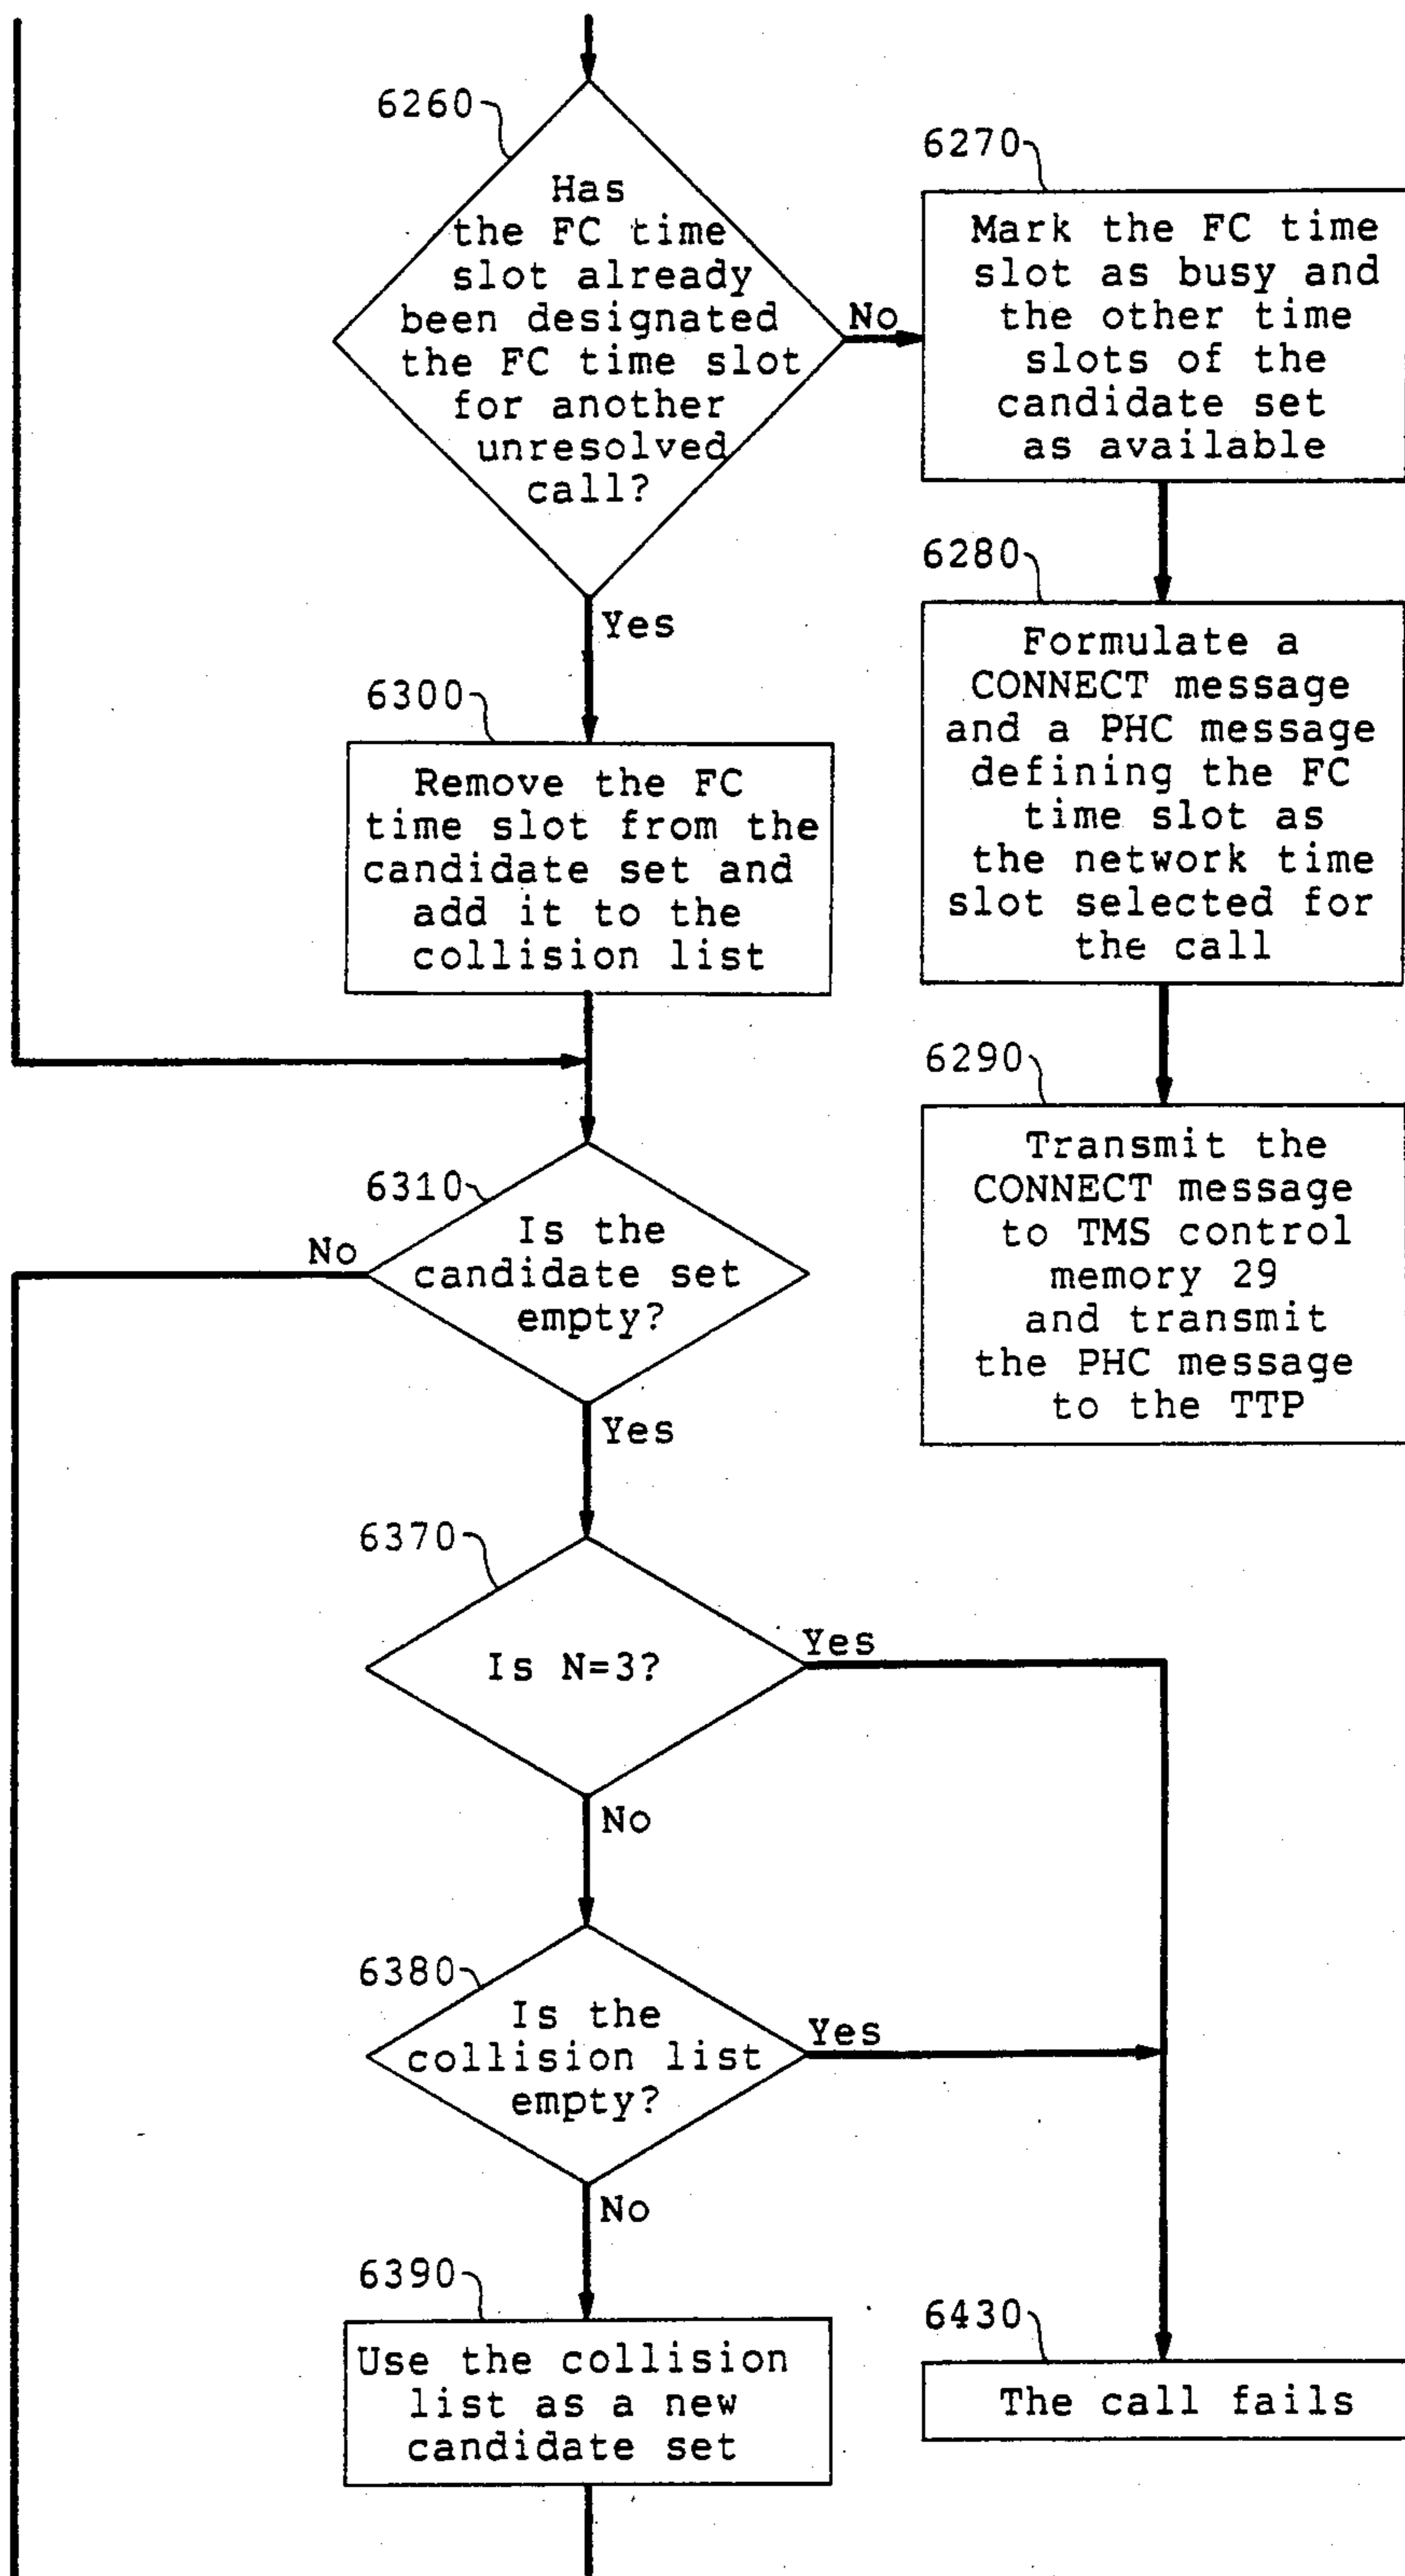 6260
Has
the FC time
slot already
been designated
the FC time slot
for another
unresolved
call?
No
Yes
6270
Mark the FC time
slot as busy and
the other time
slots of the
candidate set
as available
6280
Formulate a
CONNECT message
and a PHC message
defining the FC
time slot as
the network time
slot selected for
the call
6290
Transmit the
CONNECT message
to TMS control
memory 29
and transmit
the PHC message
to the TTP
6300
Remove the FC
time slot from the
candidate set and
add it to the
collision list
6310
Is the
candidate set
empty?
No
Yes
6370
Is N=3?
Yes
No
6380
Is the
collision list
empty?
Yes
No
6390
Use the collision
list as a new
candidate set
6430
The call fails